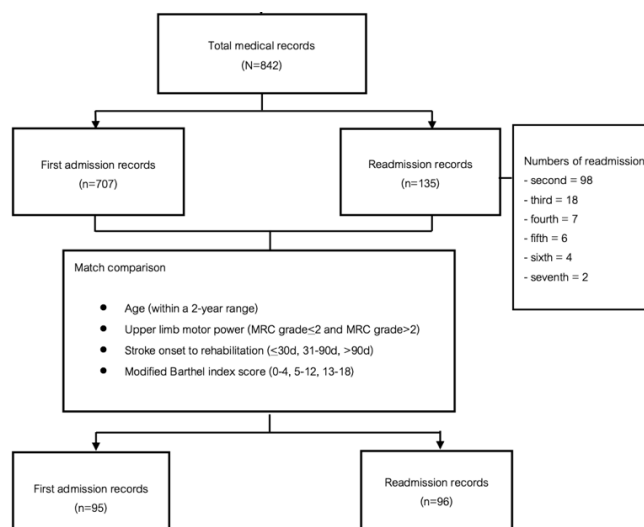 Total medical records
(N=842)
First admission records
(n=707)
Readmission records
(n=135)
Numbers of readmission
- second = 98
- third = 18
- fourth = 7
- fifth = 6
- sixth = 4
- seventh = 2
Match comparison
● Age (within a 2-year range)
● Upper limb motor power (MRC grade≤2 and MRC grade>2)
● Stroke onset to rehabilitation (≤30d, 31-90d, >90d)
● Modified Barthel index score (0-4, 5-12, 13-18)
First admission records
(n=95)
Readmission records
(n=96)